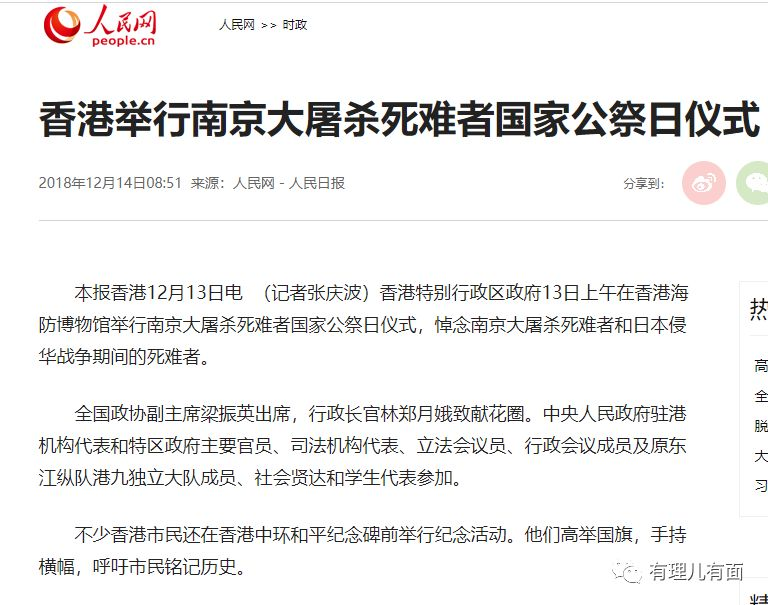 人民网
people.cn
人民网 >> 时政
香港举行南京大屠杀死难者国家公祭日仪式
2018年12月14日08:51 来源：人民网－人民日报
分享到：
本报香港12月13日电 （记者张庆波）香港特别行政区政府13日上午在香港海
防博物馆举行南京大屠杀死难者国家公祭日仪式，悼念南京大屠杀死难者和日本侵
华战争期间的死难者。
全国政协副主席梁振英出席，行政长官林郑月娥致献花圈。中央人民政府驻港
机构代表和特区政府主要官员、司法机构代表、立法会议员、行政会议成员及原东
江纵队港九独立大队成员、社会贤达和学生代表参加。
不少香港市民还在香港中环和平纪念碑前举行纪念活动。他们高举国旗，手持
横幅，呼吁市民铭记历史。
热
高
全
脱
大
习
有理儿有面
精